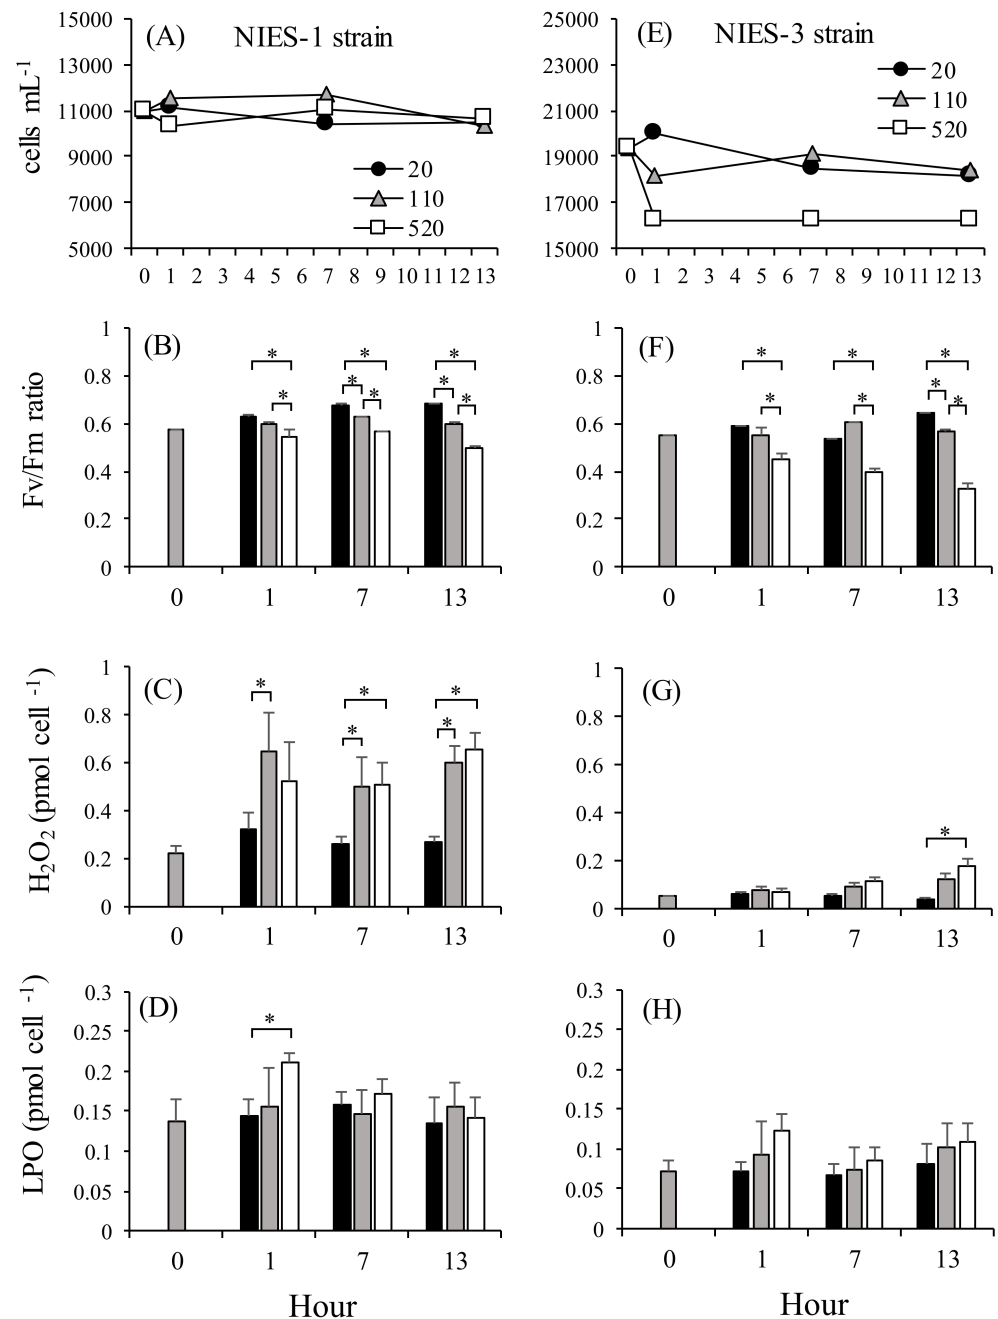 (A) NIES-1 strain
cells mL-1
15000
13000
11000
9000
7000
5000
20
110
520
0 1 2 3 4 5 6 7 8 9 10 11 12 13
(E) NIES-3 strain
25000
23000
21000
19000
17000
15000
20
110
520
0 1 2 3 4 5 6 7 8 9 10 11 12 13
(B)
Fv/Fm ratio
1
0.8
0.6
0.4
0.2
0
* * * * * * * *
0 1 7 13
(F)
1
0.8
0.6
0.4
0.2
0
* * * * * * *
0 1 7 13
(C)
H2O2 (pmol cell -1)
1
0.8
0.6
0.4
0.2
0
* * * * *
0 1 7 13
(G)
1
0.8
0.6
0.4
0.2
0
*
0 1 7 13
(D)
LPO (pmol cell -1)
0.3
0.25
0.2
0.15
0.1
0.05
0
*
0 1 7 13
Hour
(H)
0.3
0.25
0.2
0.15
0.1
0.05
0
0 1 7 13
Hour